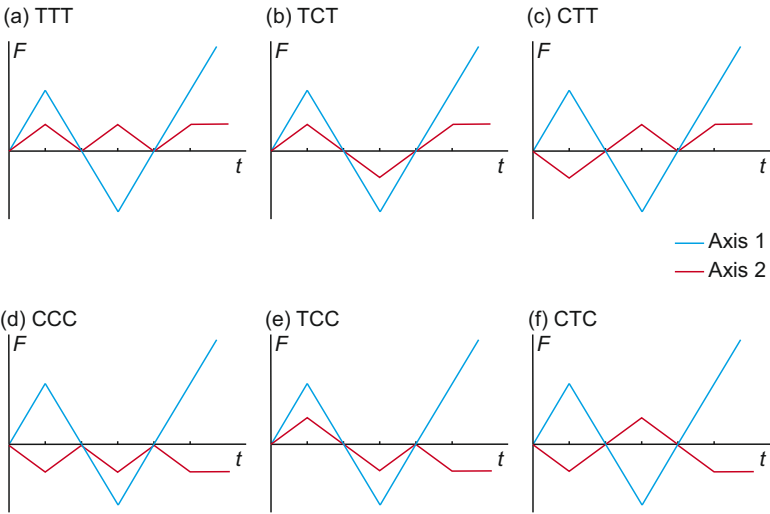 (a) TTT
(b) TCT
(c) CTT
F
F
F
t
t
t
Axis 1
Axis 2
(d) CCC
(e) TCC
(f) CTC
F
F
F
t
t
t